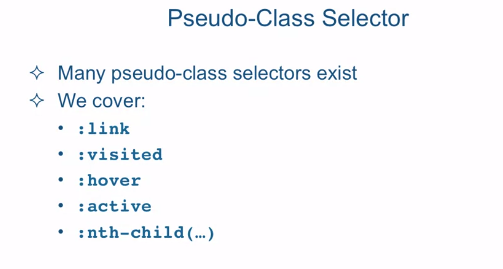 Pseudo-Class Selector
✧ Many pseudo-class selectors exist
✧ We cover:
• :link
• :visited
• :hover
• :active
• :nth-child(…)